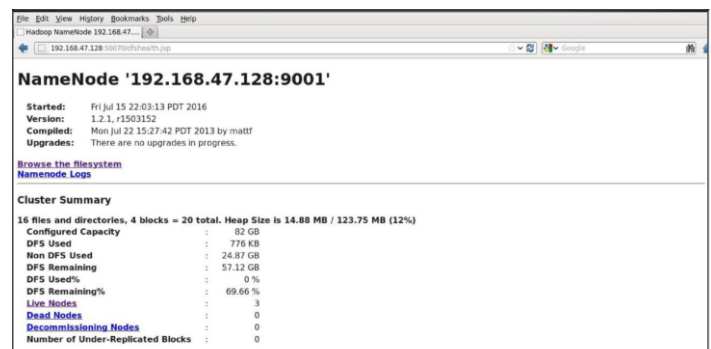 File Edit View History Bookmarks Tools Help
Hadoop NameNode 192.168.47....
192.168.47.128:50070/dfshealth.jsp Google
NameNode '192.168.47.128:9001'
Started: Fri Jul 15 22:03:13 PDT 2016
Version: 1.2.1, r1503152
Compiled: Mon Jul 22 15:27:42 PDT 2013 by mattf
Upgrades: There are no upgrades in progress.
Browse the filesystem
Namenode Logs
Cluster Summary
16 files and directories, 4 blocks = 20 total. Heap Size is 14.88 MB / 123.75 MB (12%)
Configured Capacity : 82 GB
DFS Used : 776 KB
Non DFS Used : 24.87 GB
DFS Remaining : 57.12 GB
DFS Used% : 0 %
DFS Remaining% : 69.66 %
Live Nodes : 3
Dead Nodes : 0
Decommissioning Nodes : 0
Number of Under-Replicated Blocks : 0